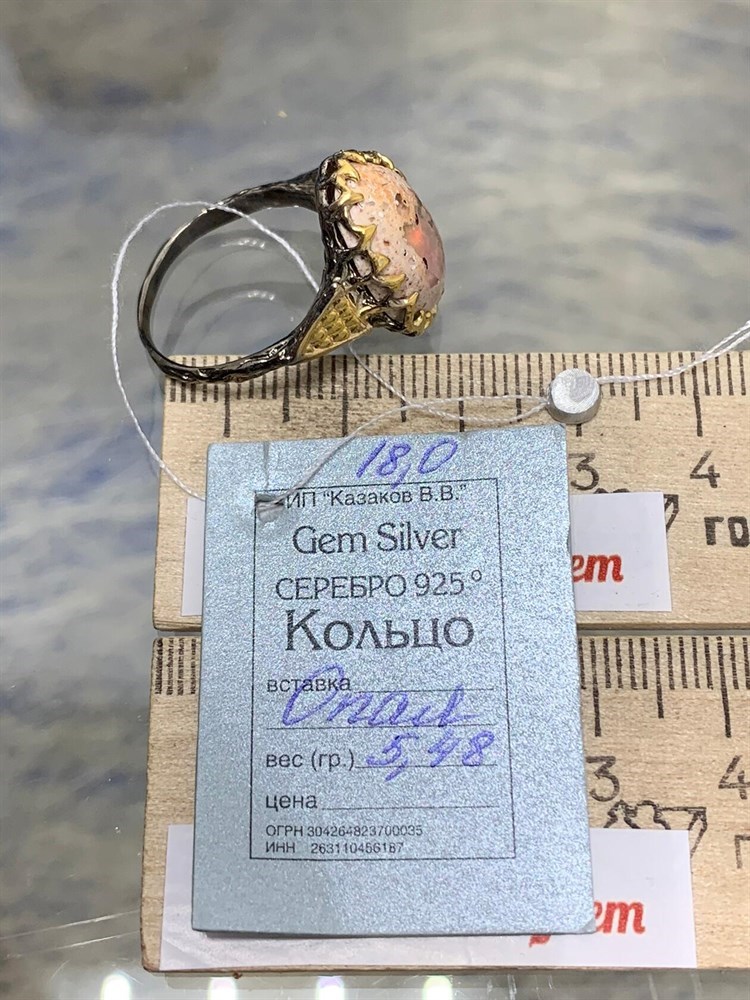 18,0
ИП "Казаков В.В."
Gem Silver
СЕРЕБРО 925°
Кольцо
вставка
Опал
вес (гр.) 5,48
цена
ОГРН 304264823700035
ИНН 263110456187
3 4
го
3 4